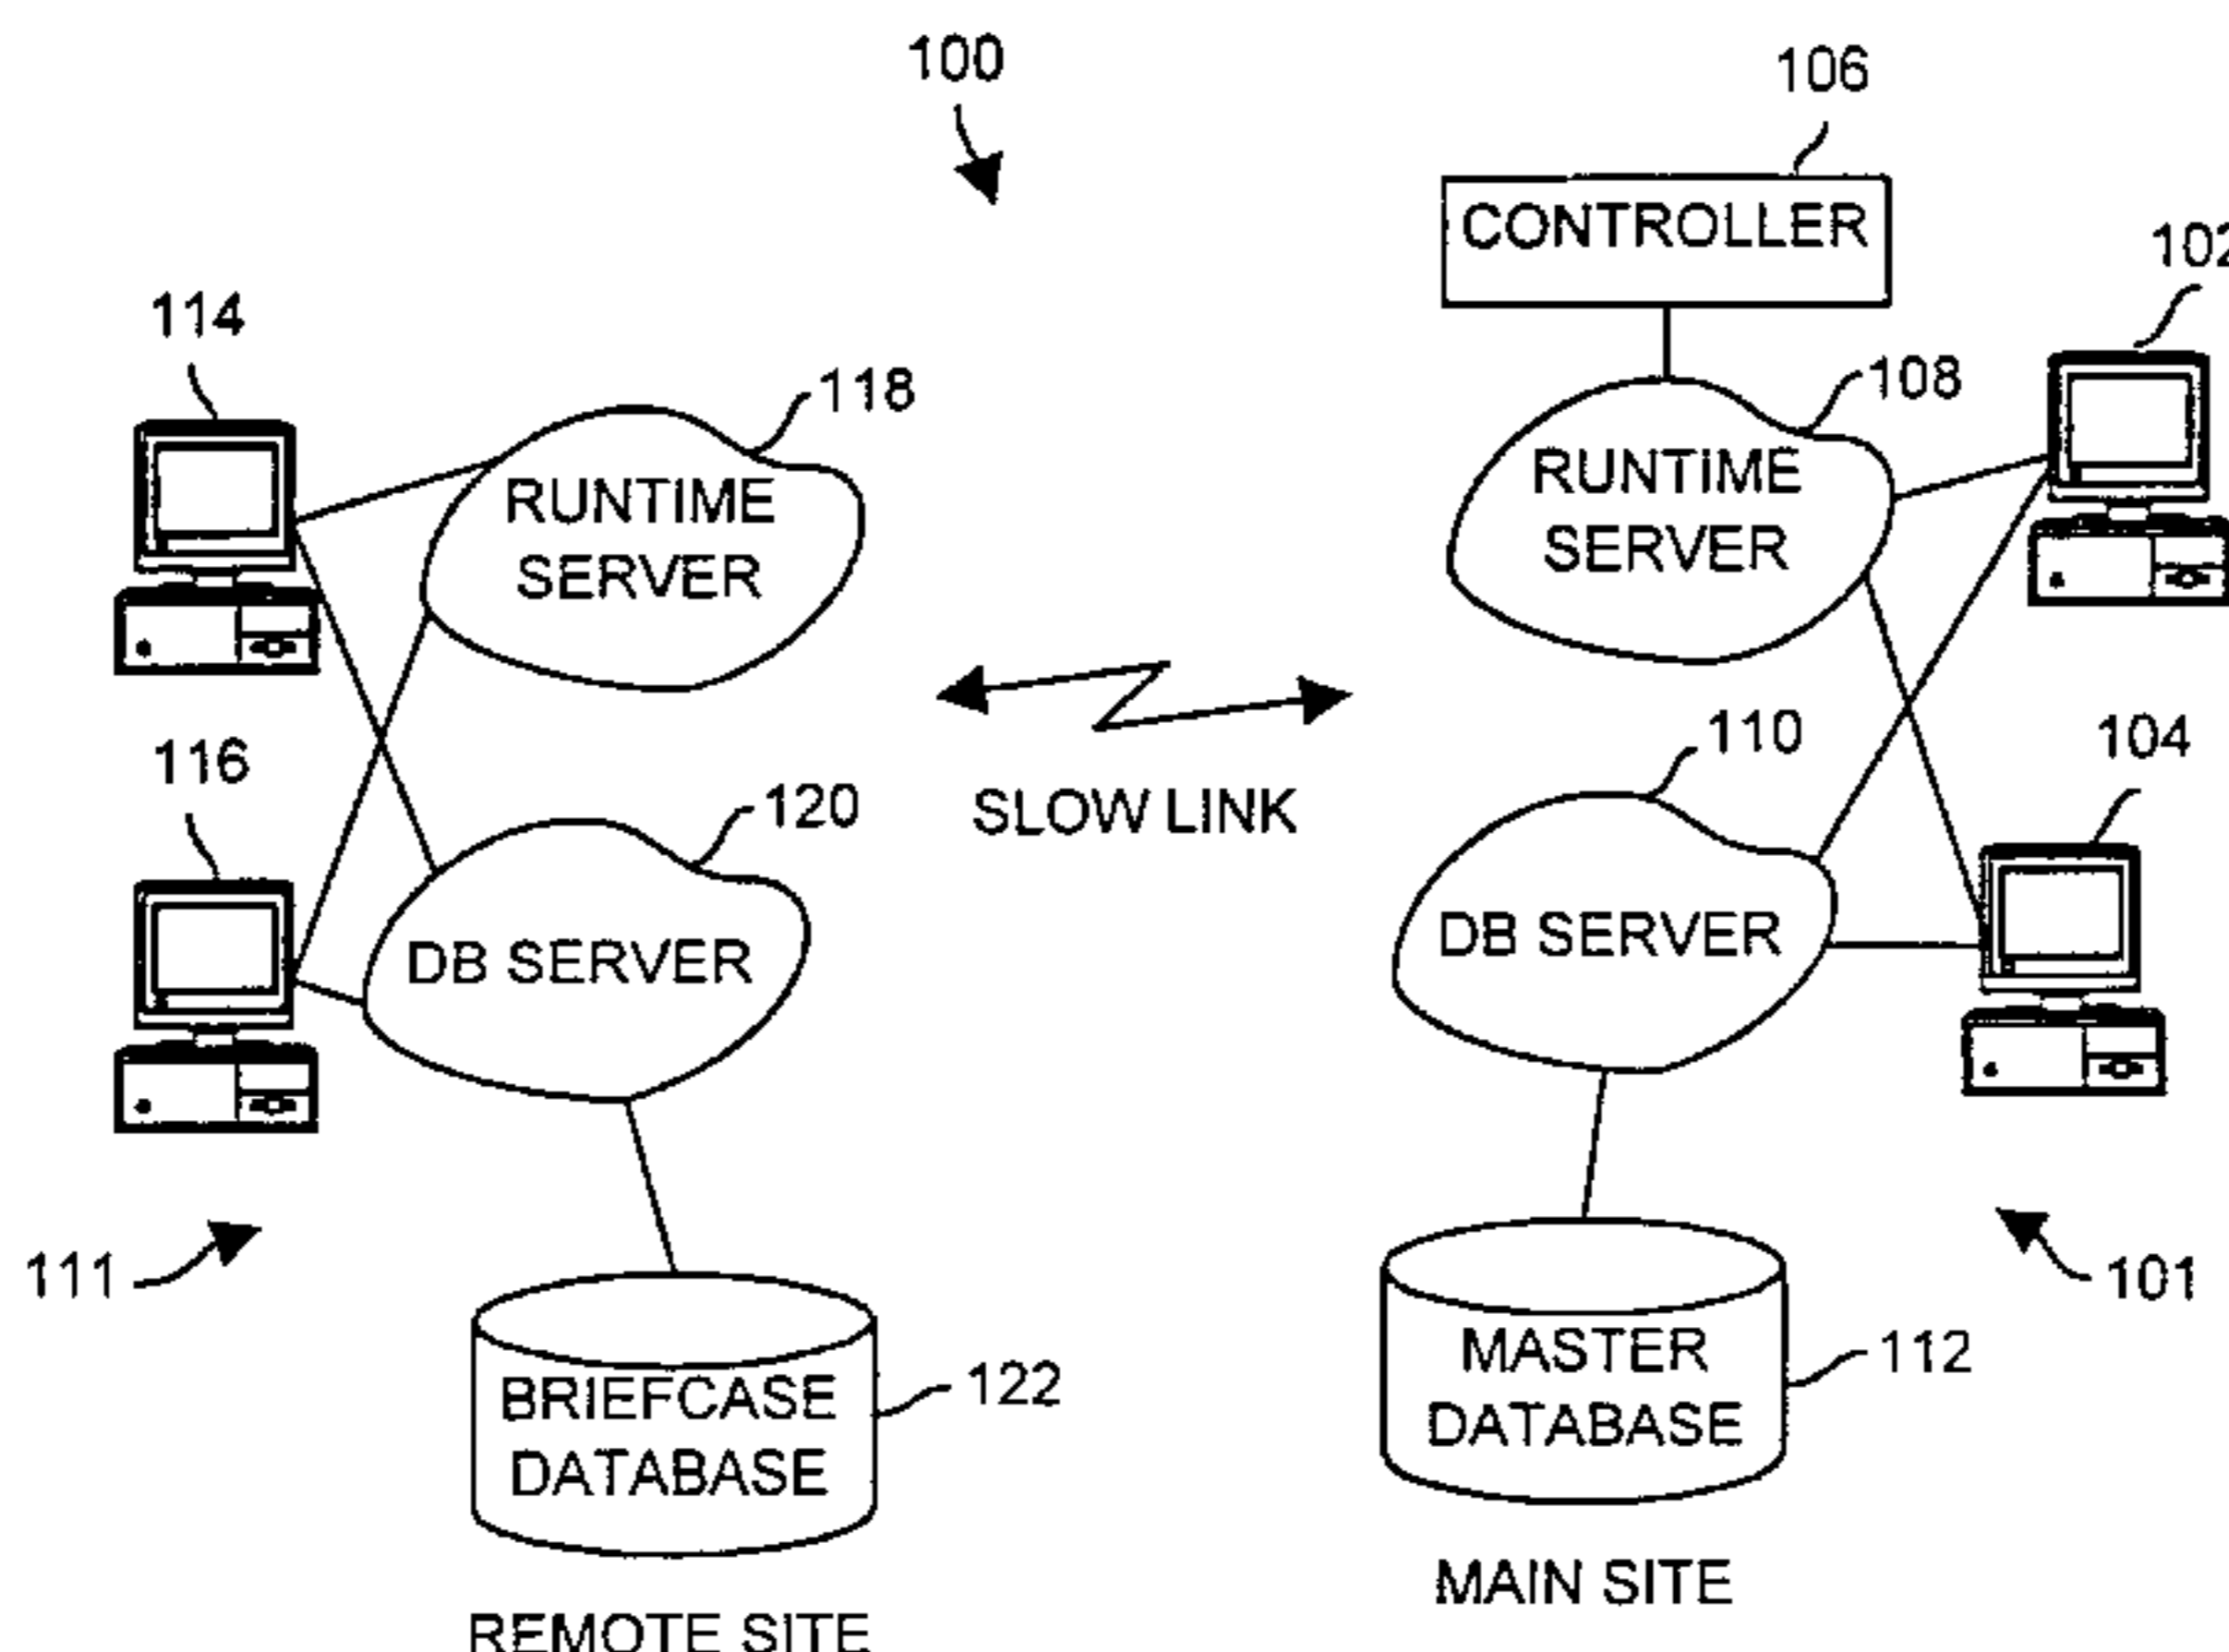 100
106
CONTROLLER
102
114
118
108
RUNTIME
SERVER
RUNTIME
SERVER
116
120
SLOW LINK
110
104
DB SERVER
DB SERVER
111
101
BRIEFCASE
DATABASE
122
MASTER
DATABASE
112
REMOTE SITE
MAIN SITE